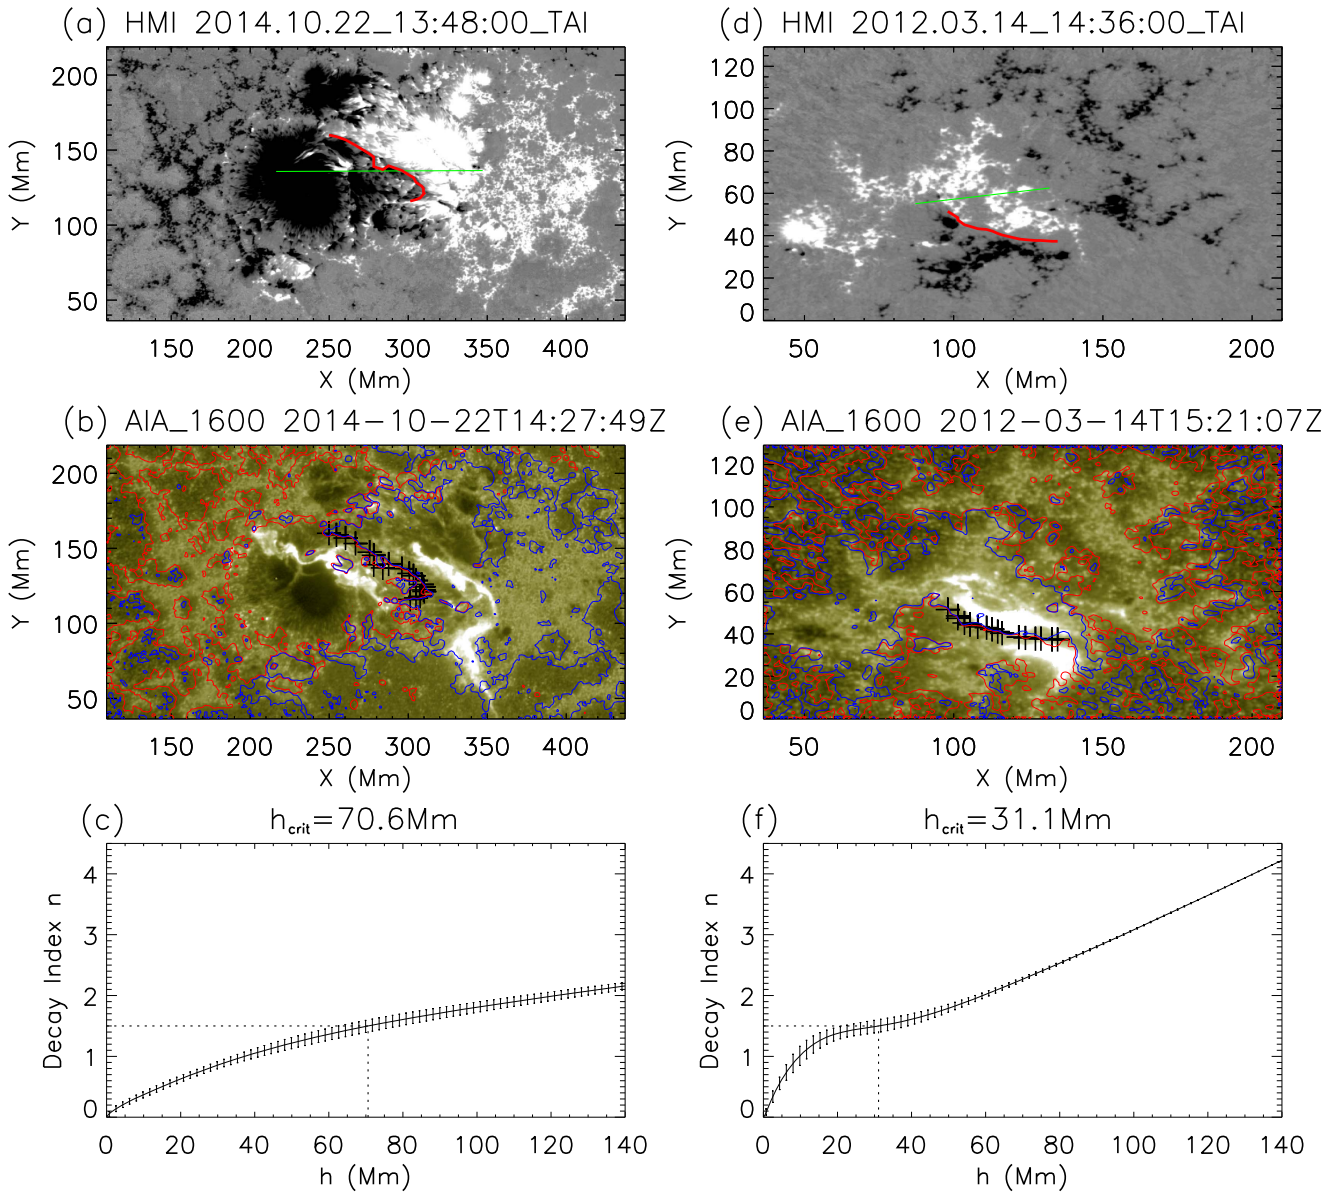 (a) HMI 2014.10.22_13:48:00_TAI
200
150
100
50
Y (Mm)
150 200 250 300 350 400
X (Mm)
(d) HMI 2012.03.14_14:36:00_TAI
120
100
80
60
40
20
0
Y (Mm)
50 100 150 200
X (Mm)
(b) AIA_1600 2014-10-22T14:27:49Z
200
150
100
50
Y (Mm)
150 200 250 300 350 400
X (Mm)
(e) AIA_1600 2012-03-14T15:21:07Z
120
100
80
60
40
20
0
Y (Mm)
50 100 150 200
X (Mm)
(c) hcrit=70.6Mm
4
3
2
1
0
Decay Index n
0 20 40 60 80 100 120 140
h (Mm)
(f) hcrit=31.1Mm
4
3
2
1
0
Decay Index n
0 20 40 60 80 100 120 140
h (Mm)